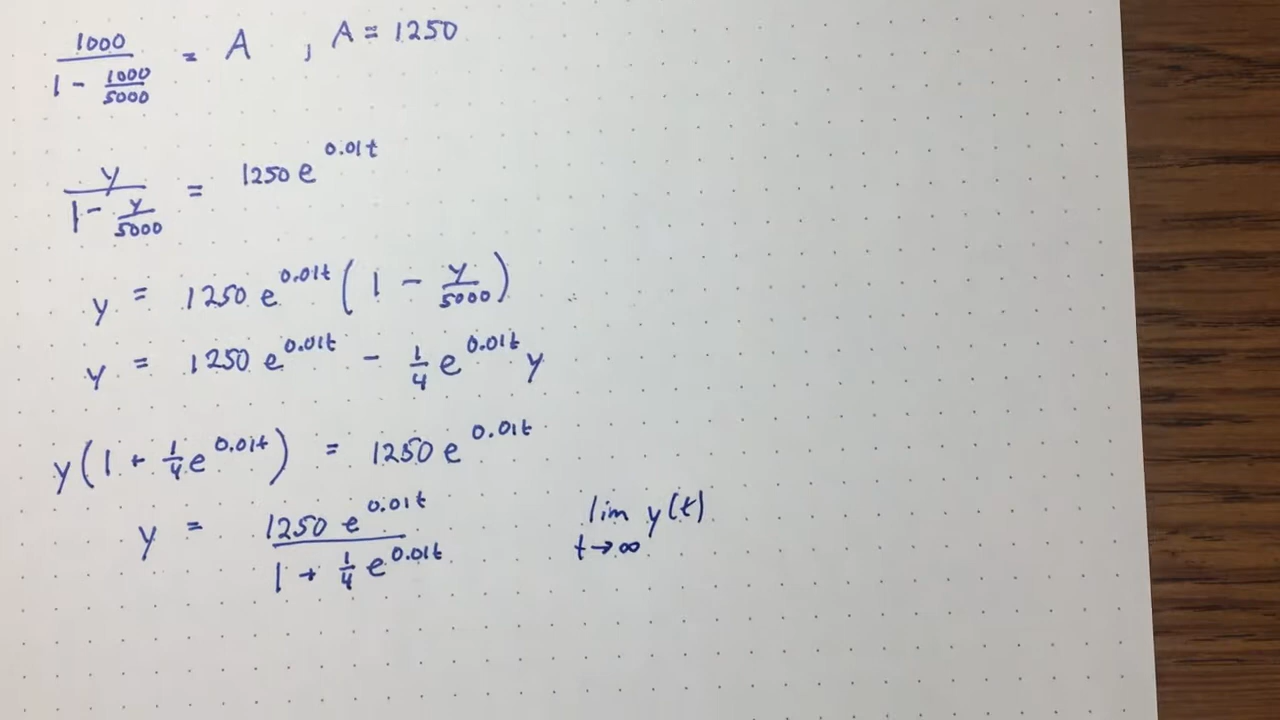 1000 / (1 - 1000/5000) = A , A = 1250
y / (1 - y/5000) = 1250 e^(0.01t)
y = 1250 e^(0.01t) (1 - y/5000)
y = 1250 e^(0.01t) - 1/4 e^(0.01t) y
y(1 + 1/4 e^(0.01t)) = 1250 e^(0.01t)
y = 1250 e^(0.01t) / (1 + 1/4 e^(0.01t))
lim t→∞ y(t)